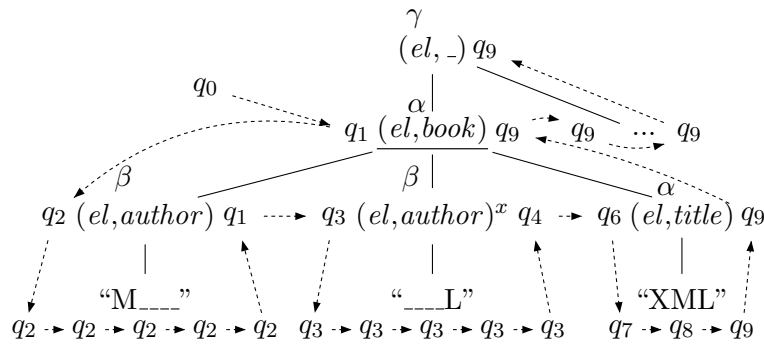 γ
(el, _) q₉
q₀
α
q₁ (el,book) q₉ q₉ ... q₉
β β α
q₂ (el,author) q₁ q₃ (el,author)ˣ q₄ q₆ (el,title) q₉
“M____” “____L” “XML”
q₂ q₂ q₂ q₂ q₂ q₃ q₃ q₃ q₃ q₃ q₇ q₈ q₉